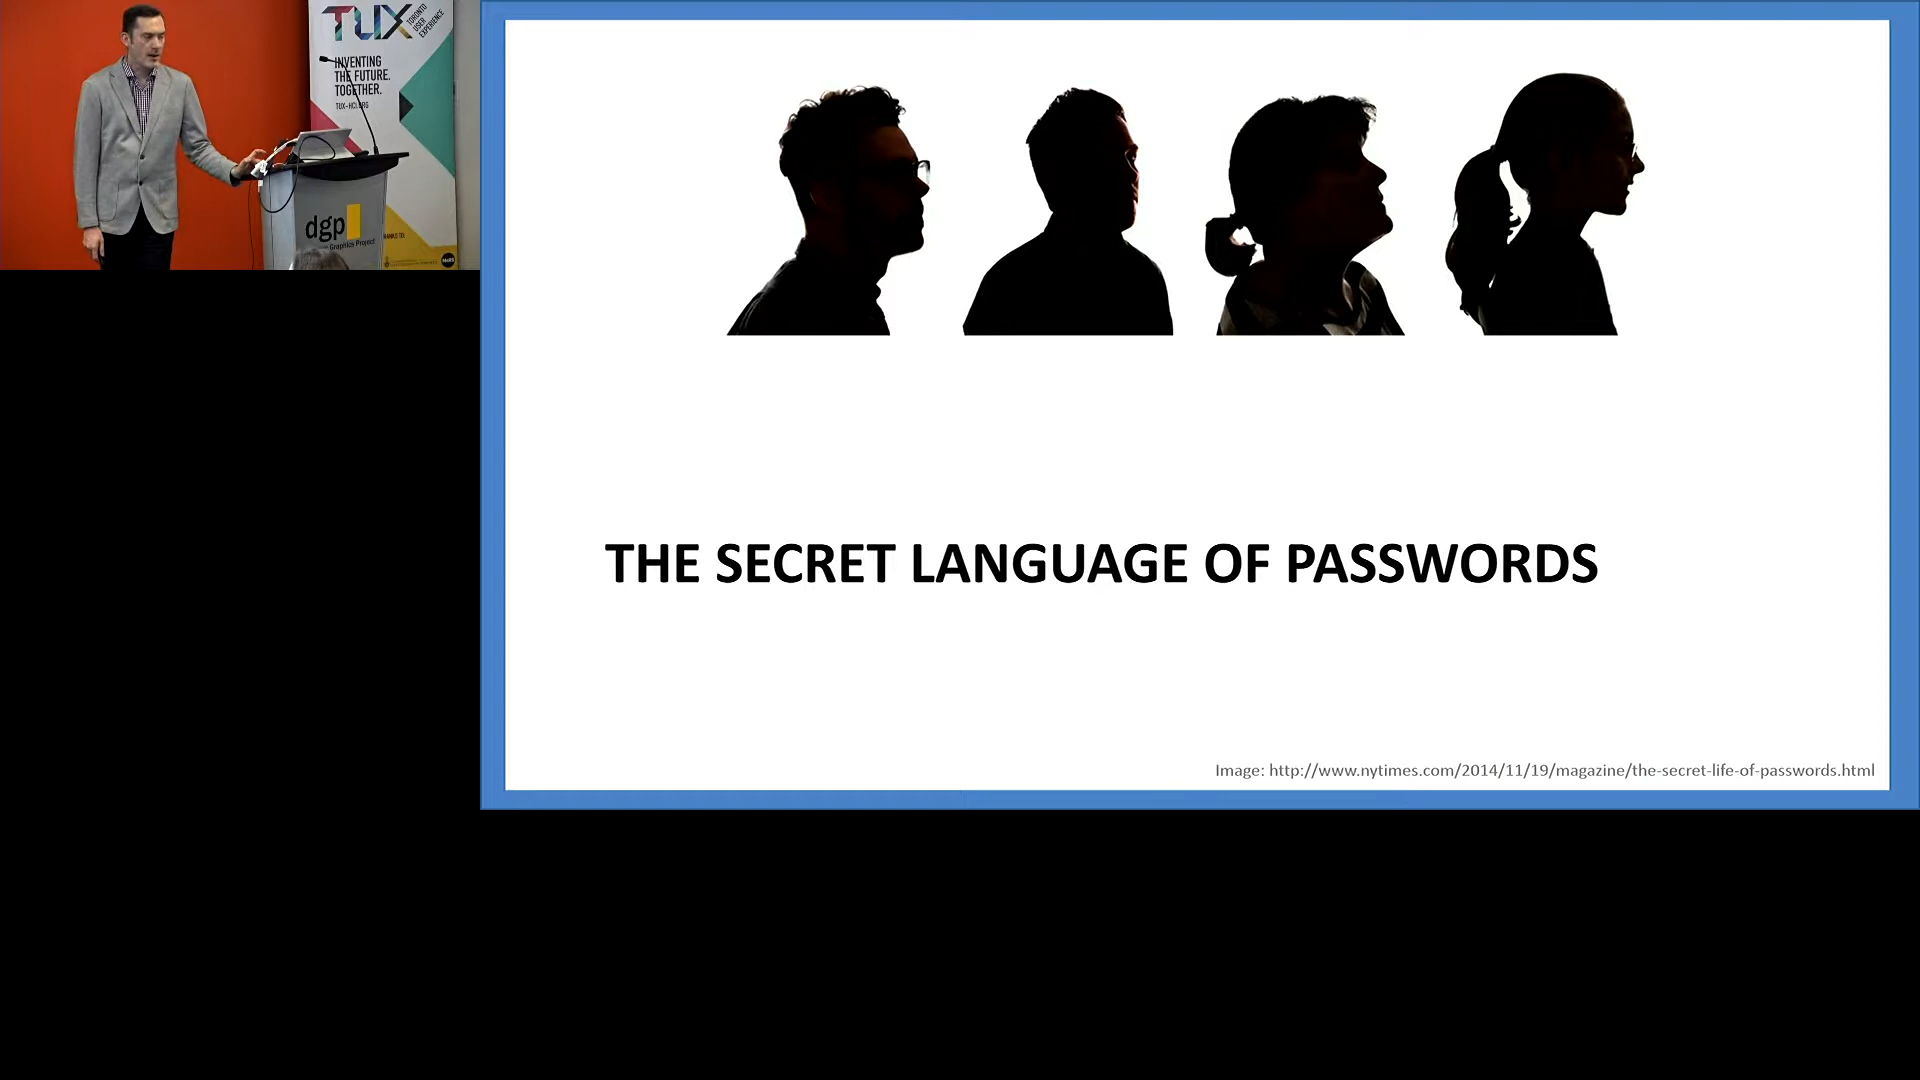 TUX
TORONTO
USER
EXPERIENCE
INVENTING
THE FUTURE.
TOGETHER.
TUX-HCI.ORG
dgp
Graphics Project
THE SECRET LANGUAGE OF PASSWORDS
Image: http://www.nytimes.com/2014/11/19/magazine/the-secret-life-of-passwords.html